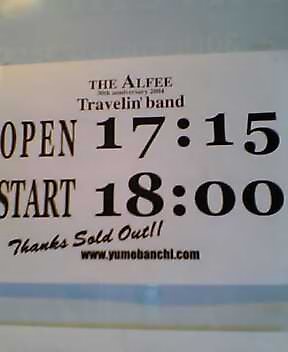 THE ALFEE
30th anniversary 2004
Travelin' band
OPEN 17:15
START 18:00
Thanks Sold Out!!
www.yumebanchi.com